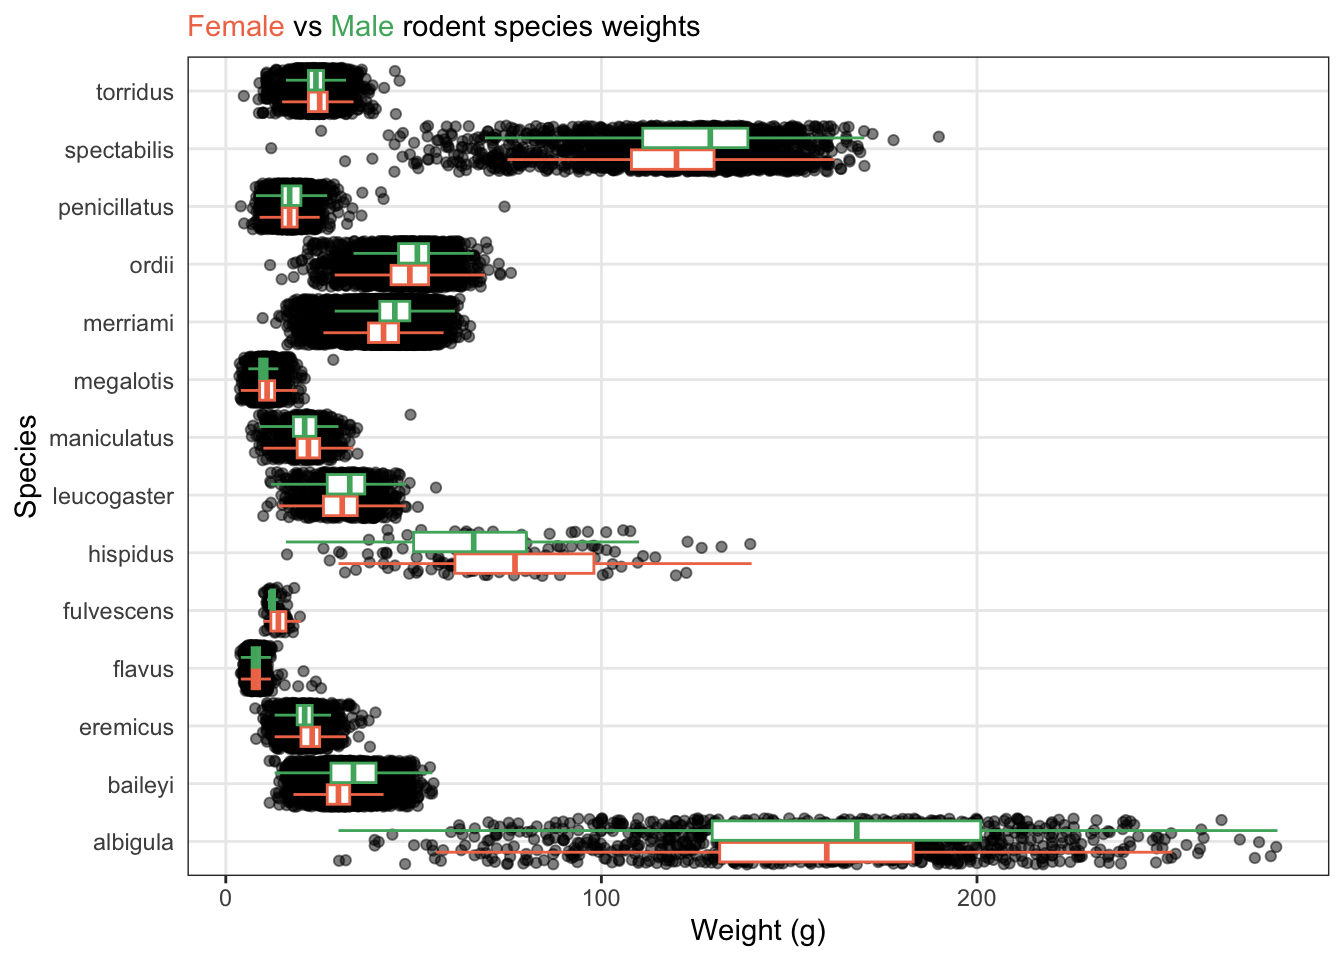 Female vs Male rodent species weights
Species
torridus
spectabilis
penicillatus
ordii
merriami
megalotis
maniculatus
leucogaster
hispidus
fulvescens
flavus
eremicus
baileyi
albigula
0 100 200
Weight (g)